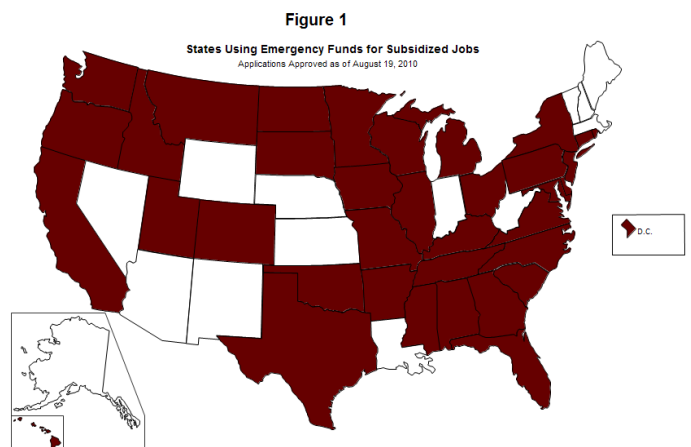 Figure 1
States Using Emergency Funds for Subsidized Jobs
Applications Approved as of August 19, 2010
D.C.